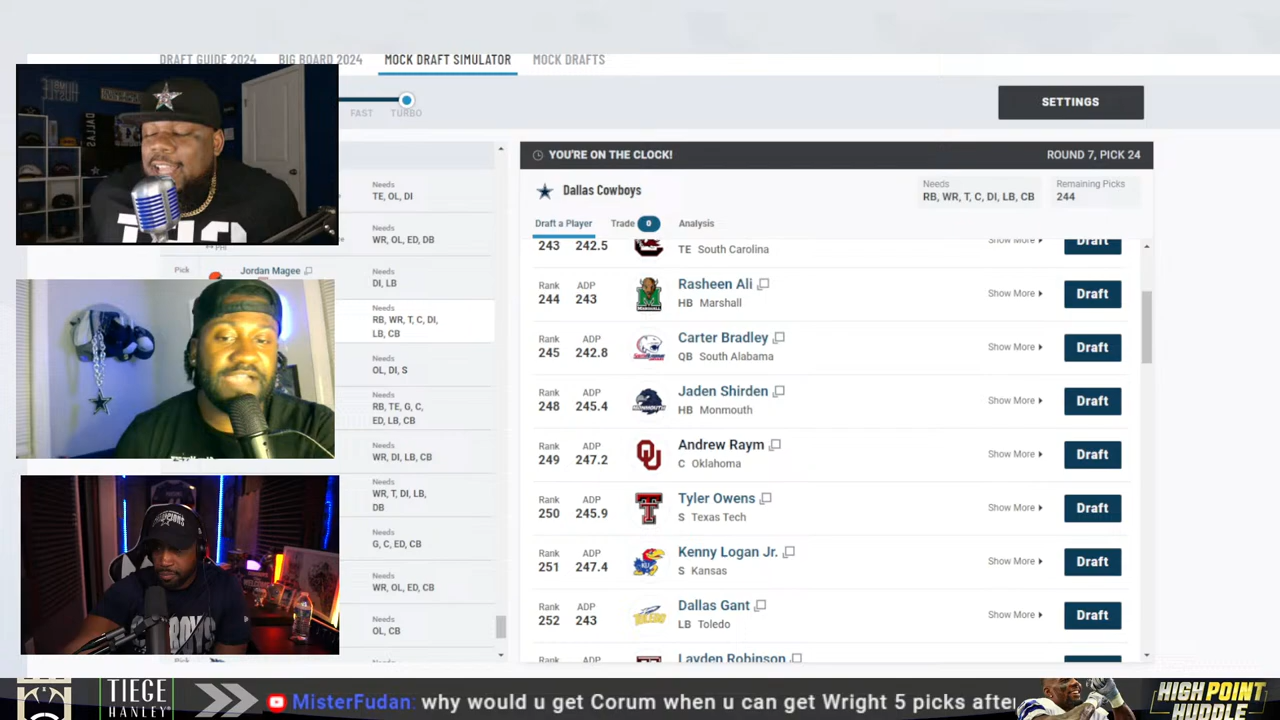 DRAFT GUIDE 2024 BIG BOARD 2024 MOCK DRAFT SIMULATOR MOCK DRAFTS
FAST TURBO
SETTINGS
YOU'RE ON THE CLOCK! ROUND 7, PICK 24
Dallas Cowboys
Needs
RB, WR, T, C, DI, LB, CB
Remaining Picks
244
Draft a Player Trade 0 Analysis
243 242.5 TE South Carolina Show More Draft
Rank ADP Rasheen Ali
244 243 HB Marshall Show More Draft
Rank ADP Carter Bradley
245 242.8 QB South Alabama Show More Draft
Rank ADP Jaden Shirden
248 245.4 HB Monmouth Show More Draft
Rank ADP Andrew Raym
249 247.2 C Oklahoma Show More Draft
Rank ADP Tyler Owens
250 245.9 S Texas Tech Show More Draft
Rank ADP Kenny Logan Jr.
251 247.4 S Kansas Show More Draft
Rank ADP Dallas Gant
252 243 LB Toledo Show More Draft
Rank ADP Layden Robinson
Needs
TE, OL, DI
Needs
WR, OL, ED, DB
PHI
Pick Jordan Magee
Needs
DI, LB
Needs
RB, WR, T, C, DI,
LB, CB
Needs
OL, DI, S
Needs
RB, TE, G, C,
ED, LB, CB
Needs
WR, DI, LB, CB
Needs
WR, T, DI, LB,
DB
Needs
G, C, ED, CB
Needs
WR, OL, ED, CB
Needs
OL, CB
Pick Needs
TIEGE
HANLEY
MisterFudan: why would u get Corum when u can get Wright 5 picks after
HIGH POINT
HUDDLE